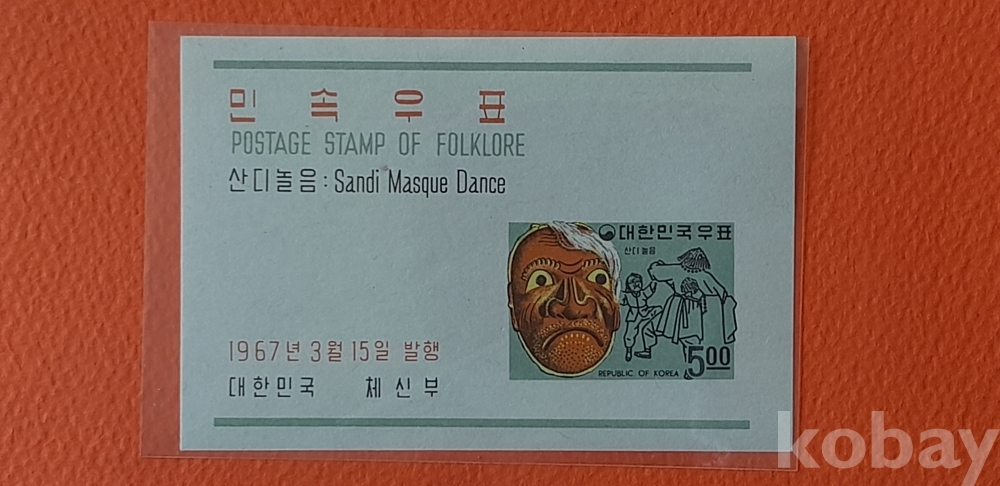 민속우표
POSTAGE STAMP OF FOLKLORE
산디놀음: Sandi Masque Dance
대한민국우표
산디놀음
REPUBLIC OF KOREA
5.00
1967년 3월 15일 발행
대한민국 체신부
kobay